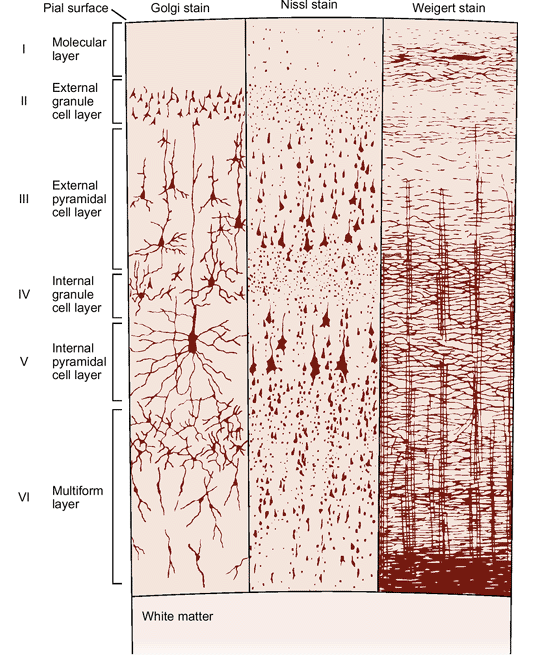 Pial surface
Golgi stain
Nissl stain
Weigert stain
I
Molecular
layer
II
External
granule
cell layer
III
External
pyramidal
cell layer
IV
Internal
granule
cell layer
V
Internal
pyramidal
cell layer
VI
Multiform
layer
White matter